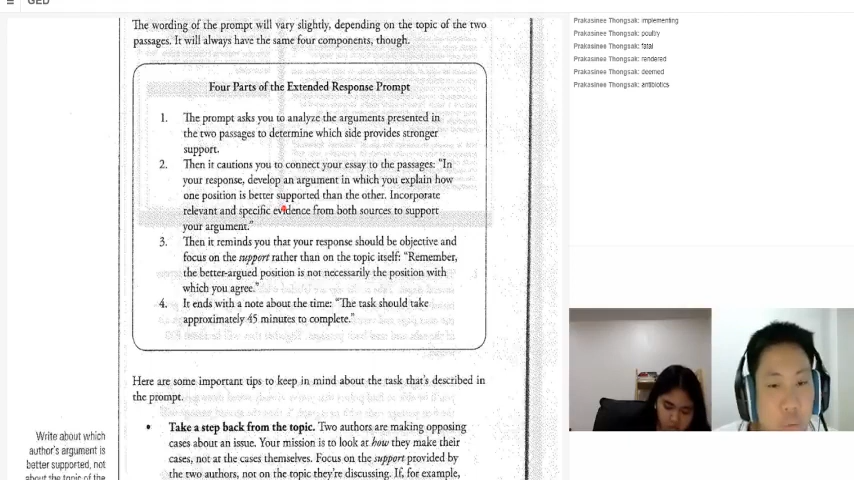 GED
The wording of the prompt will vary slightly, depending on the topic of the two
passages. It will always have the same four components, though.
Four Parts of the Extended Response Prompt
1. The prompt asks you to analyze the arguments presented in
the two passages to determine which side provides stronger
support.
2. Then it cautions you to connect your essay to the passages: "In
your response, develop an argument in which you explain how
one position is better supported than the other. Incorporate
relevant and specific evidence from both sources to support
your argument."
3. Then it reminds you that your response should be objective and
focus on the support rather than on the topic itself: "Remember,
the better-argued position is not necessarily the position with
which you agree."
4. It ends with a note about the time: "The task should take
approximately 45 minutes to complete."
Here are some important tips to keep in mind about the task that's described in
the prompt.
• Take a step back from the topic. Two authors are making opposing
cases about an issue. Your mission is to look at how they make their
cases, not at the cases themselves. Focus on the support provided by
the two authors, not on the topic they're discussing. If, for example,
Write about which
author's argument is
better supported, not
about the topic of the
Prakasinee Thongsak: implementing
Prakasinee Thongsak: poultry
Prakasinee Thongsak: fatal
Prakasinee Thongsak: rendered
Prakasinee Thongsak: deemed
Prakasinee Thongsak: antibiotics